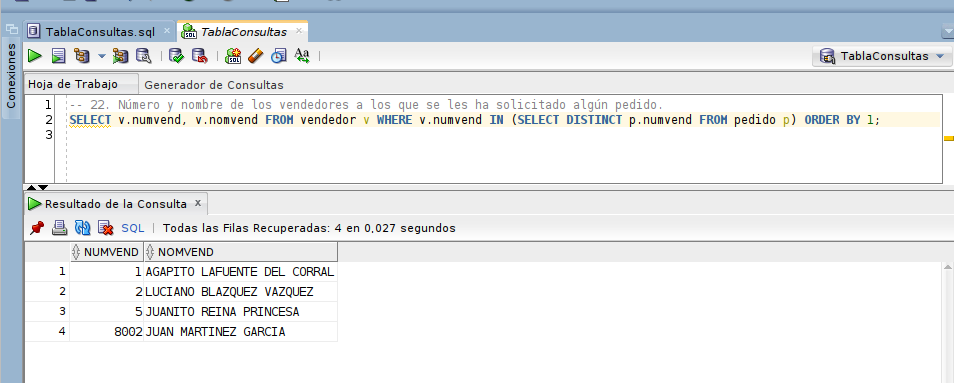 TablaConsultas.sql TablaConsultas
Conexiones
TablaConsultas
Hoja de Trabajo Generador de Consultas
1 -- 22. Número y nombre de los vendedores a los que se les ha solicitado algún pedido.
2 SELECT v.numvend, v.nomvend FROM vendedor v WHERE v.numvend IN (SELECT DISTINCT p.numvend FROM pedido p) ORDER BY 1;
3
Resultado de la Consulta x
SQL | Todas las Filas Recuperadas: 4 en 0,027 segundos
NUMVEND NOMVEND
1 1 AGAPITO LAFUENTE DEL CORRAL
2 2 LUCIANO BLAZQUEZ VAZQUEZ
3 5 JUANITO REINA PRINCESA
4 8002 JUAN MARTINEZ GARCIA